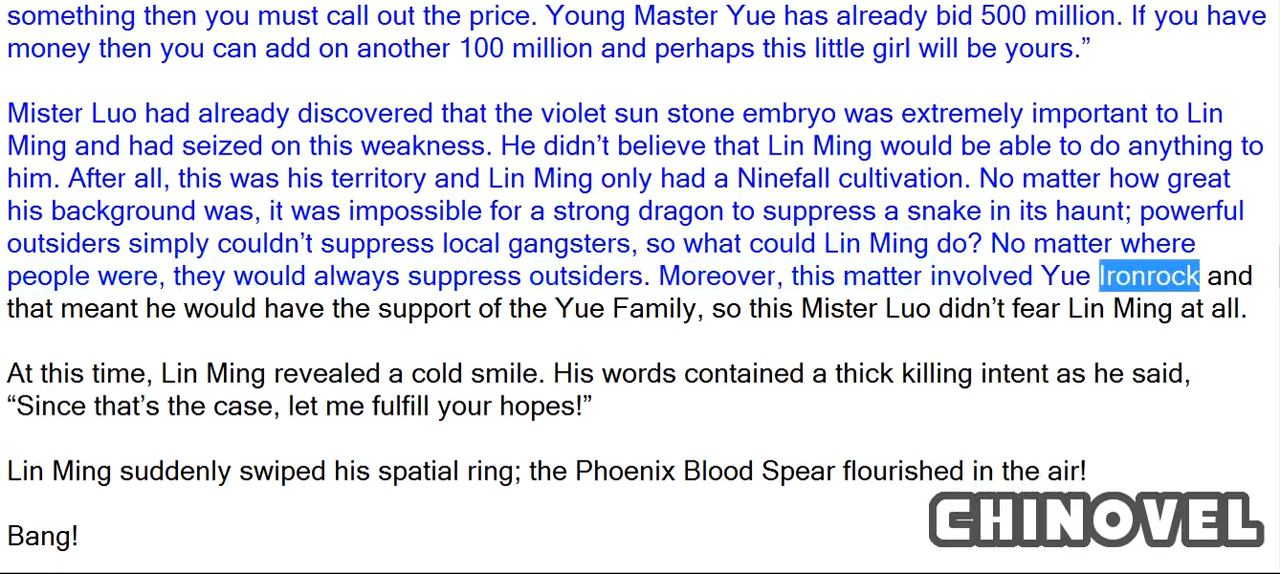 something then you must call out the price. Young Master Yue has already bid 500 million. If you have
money then you can add on another 100 million and perhaps this little girl will be yours.”
Mister Luo had already discovered that the violet sun stone embryo was extremely important to Lin
Ming and had seized on this weakness. He didn’t believe that Lin Ming would be able to do anything to
him. After all, this was his territory and Lin Ming only had a Ninefall cultivation. No matter how great
his background was, it was impossible for a strong dragon to suppress a snake in its haunt; powerful
outsiders simply couldn’t suppress local gangsters, so what could Lin Ming do? No matter where
people were, they would always suppress outsiders. Moreover, this matter involved Yue Ironrock and
that meant he would have the support of the Yue Family, so this Mister Luo didn’t fear Lin Ming at all.
At this time, Lin Ming revealed a cold smile. His words contained a thick killing intent as he said,
“Since that’s the case, let me fulfill your hopes!”
Lin Ming suddenly swiped his spatial ring; the Phoenix Blood Spear flourished in the air!
Bang!
CHINOVEL